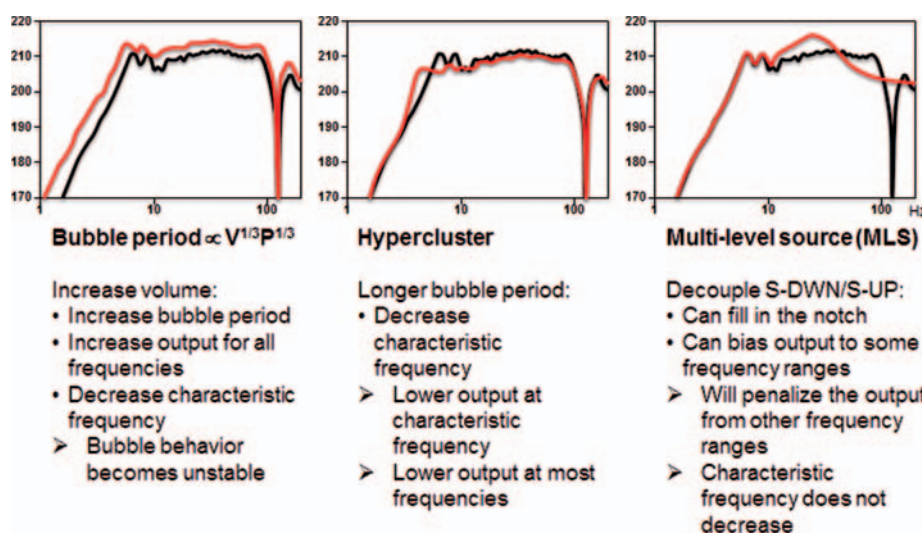 220
210
200
190
180
170
1
10
100
220
210
200
190
180
170
1
10
100
220
210
200
190
180
170
1
10
100
Hz
Bubble period ∝ V1/3P1/3
Increase volume:
• Increase bubble period
• Increase output for all
frequencies
• Decrease characteristic
frequency
➢ Bubble behavior
becomes unstable
Hypercluster
Longer bubble period:
• Decrease
characteristic
frequency
➢ Lower output at
characteristic
frequency
➢ Lower output at most
frequencies
Multi-level source (MLS)
Decouple S-DWN/S-UP:
• Can fill in the notch
• Can bias output to some
frequency ranges
➢ Will penalize the output
from other frequency
ranges
➢ Characteristic
frequency does not
decrease